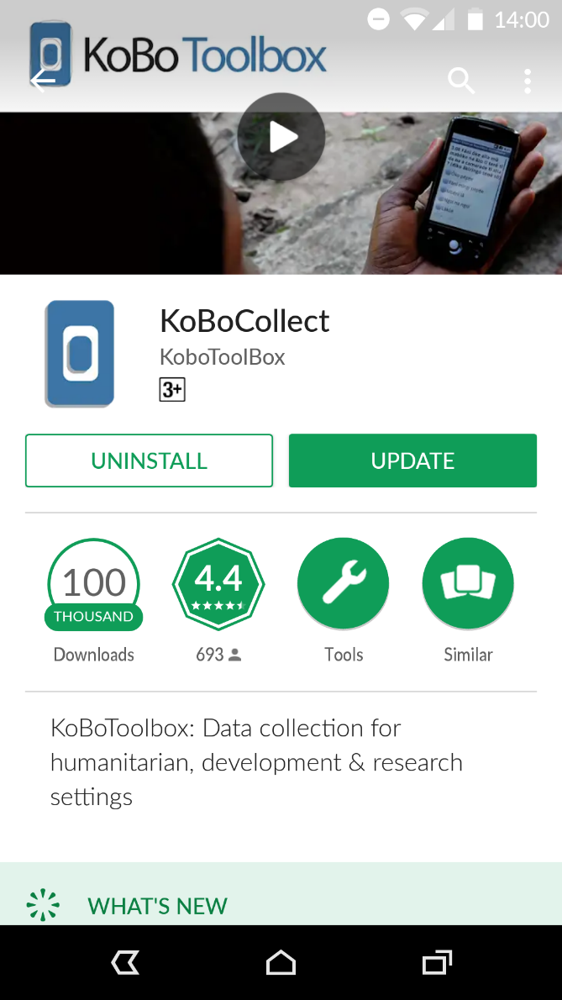 14:00
KoBo Toolbox
KoBoCollect
KoboToolBox
3+
UNINSTALL
UPDATE
100
THOUSAND
Downloads
4.4
693
Tools
Similar
KoBoToolbox: Data collection for
humanitarian, development & research
settings
WHAT'S NEW